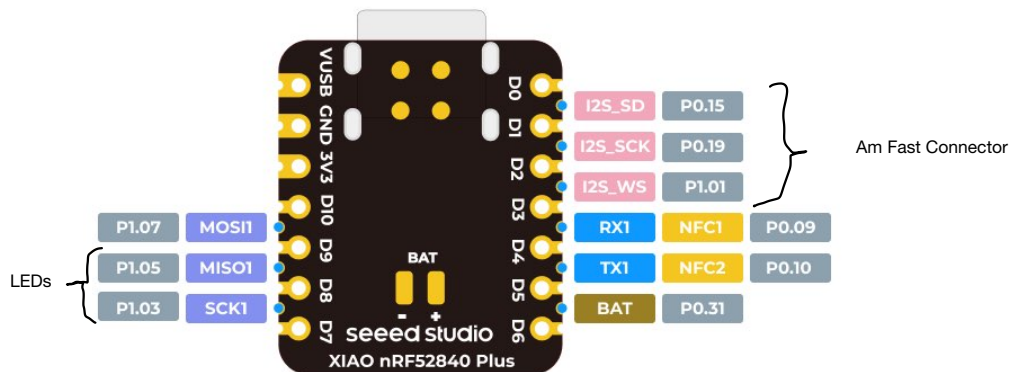 VUSB
GND
3V3
D10
D9
D8
D7
D0
D1
D2
D3
D4
D5
D6
I2S_SD P0.15
I2S_SCK P0.19
I2S_WS P1.01
Am Fast Connector
P1.07 MOSI1
RX1 NFC1 P0.09
LEDs
P1.05 MISO1
TX1 NFC2 P0.10
P1.03 SCK1
BAT P0.31
BAT
- +
seeed studio
XIAO nRF52840 Plus